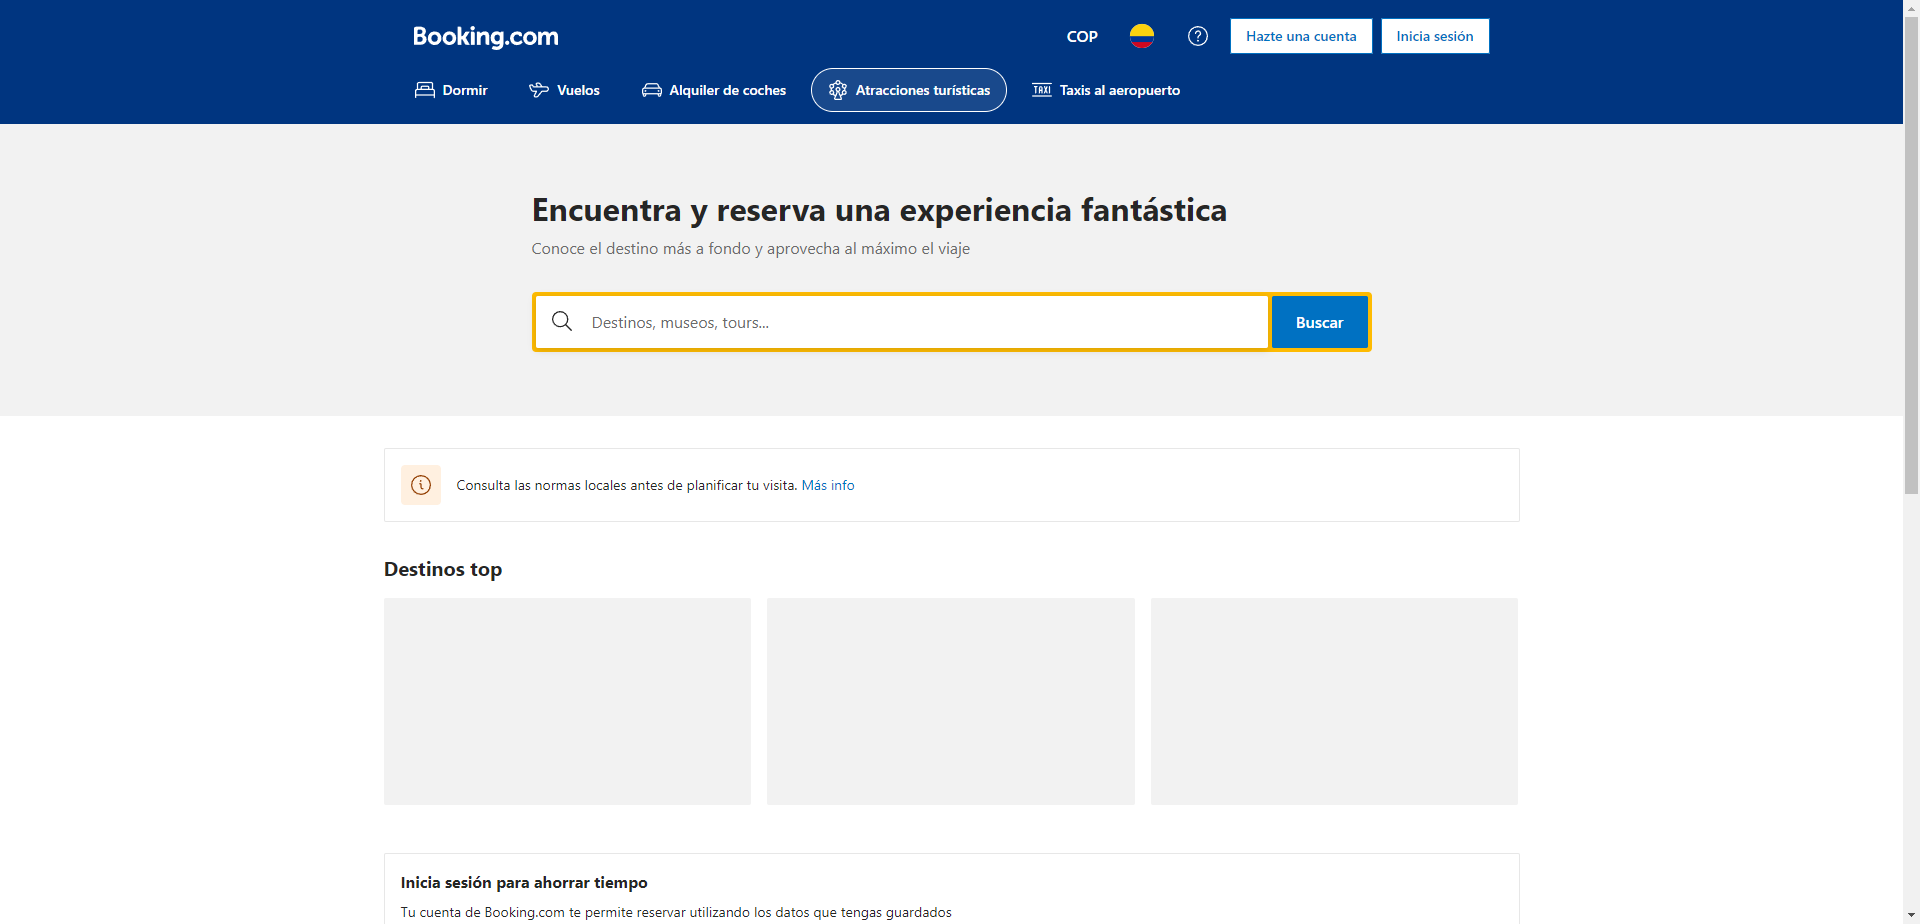 Booking.com
COP
Hazte una cuenta
Inicia sesión
Dormir
Vuelos
Alquiler de coches
Atracciones turísticas
TAXI
Taxis al aeropuerto
Encuentra y reserva una experiencia fantástica
Conoce el destino más a fondo y aprovecha al máximo el viaje
Destinos, museos, tours...
Buscar
Consulta las normas locales antes de planificar tu visita. Más info
Destinos top
Inicia sesión para ahorrar tiempo
Tu cuenta de Booking.com te permite reservar utilizando los datos que tengas guardados